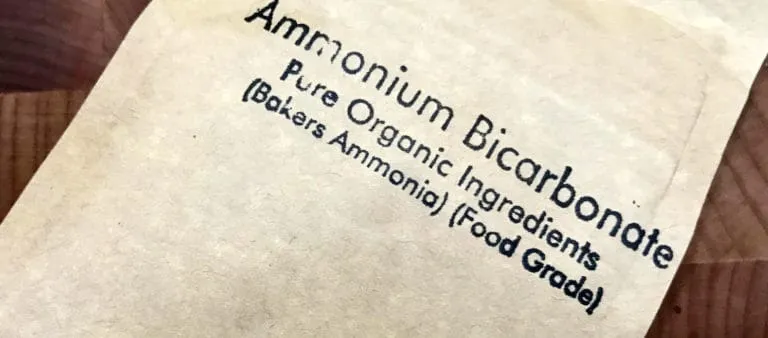 Ammonium Bicarbonate
Pure Organic Ingredients
(Bakers Ammonia) (Food Grade)